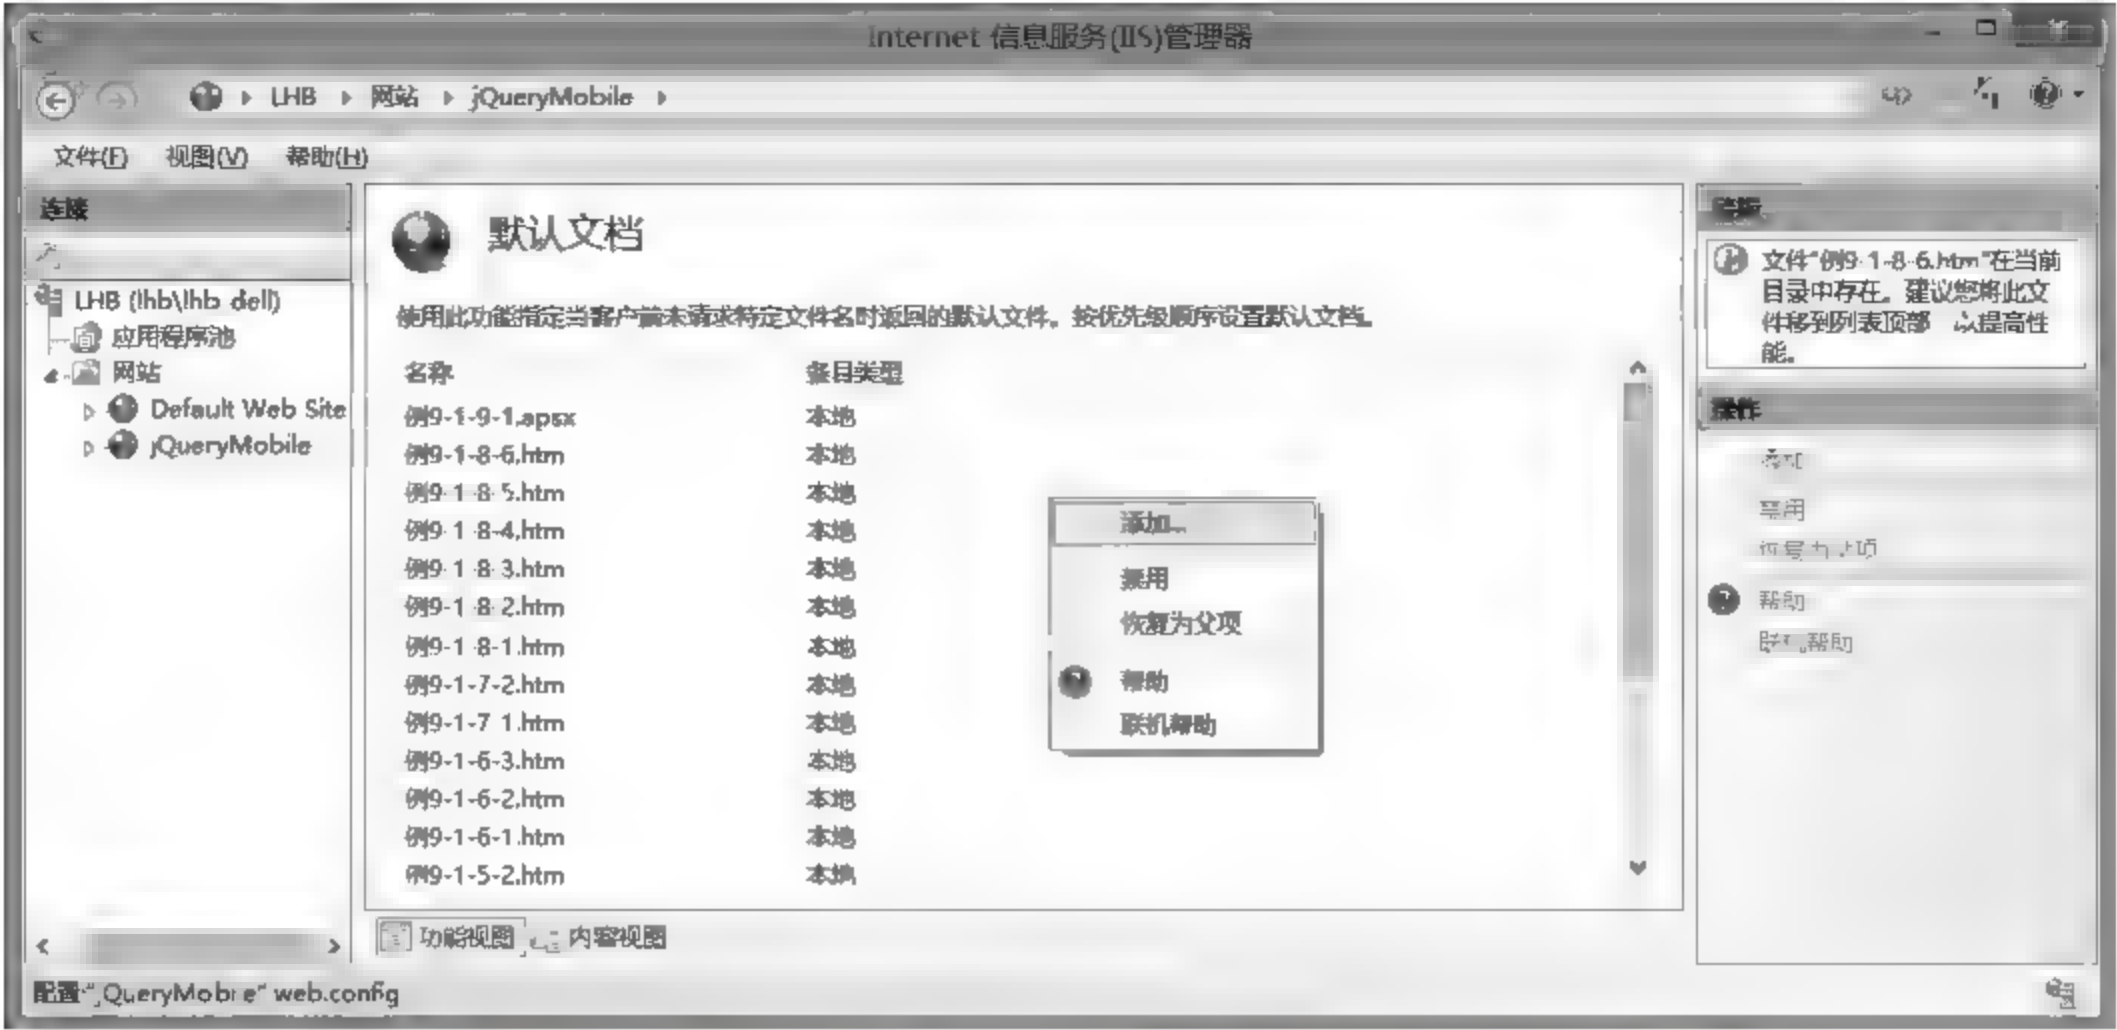 Internet 信息服务(IIS)管理器
LHB 网站 jQueryMobile
文件(F) 视图(V) 帮助(H)
连接
LHB (lhb\lhb dell)
应用程序池
网站
Default Web Site
jQueryMobile
默认文档
使用此功能指定当客户端未请求特定文件名时返回的默认文件。按优先级顺序设置默认文档。
名称 条目类型
例9-1-9-1.apsx 本地
例9-1-8-6.htm 本地
例9-1-8-5.htm 本地
例9-1-8-4.htm 本地
例9-1-8-3.htm 本地
例9-1-8-2.htm 本地
例9-1-8-1.htm 本地
例9-1-7-2.htm 本地
例9-1-7-1.htm 本地
例9-1-6-3.htm 本地
例9-1-6-2.htm 本地
例9-1-6-1.htm 本地
例9-1-5-2.htm 本地
添加...
禁用
恢复为父项
帮助
联机帮助
功能视图 内容视图
警报
文件"例9-1-8-6.htm"在当前
目录中存在。建议您将此文
件移到列表顶部 以提高性
能。
操作
添加
禁用
恢复为父项
帮助
联机帮助
配置:"jQueryMobile" web.config